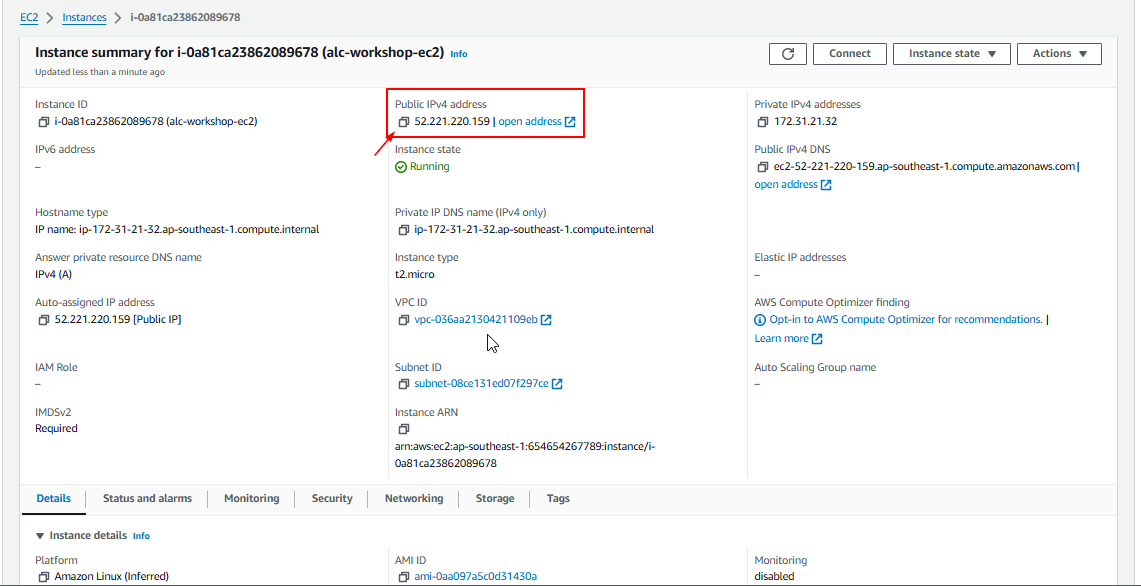 EC2 > Instances > i-0a81ca23862089678
Instance summary for i-0a81ca23862089678 (alc-workshop-ec2) Info
Updated less than a minute ago
Connect
Instance state
Actions
Instance ID
i-0a81ca23862089678 (alc-workshop-ec2)
Public IPv4 address
52.221.220.159 | open address
Private IPv4 addresses
172.31.21.32
IPv6 address
–
Instance state
Running
Public IPv4 DNS
ec2-52-221-220-159.ap-southeast-1.compute.amazonaws.com |
open address
Hostname type
IP name: ip-172-31-21-32.ap-southeast-1.compute.internal
Private IP DNS name (IPv4 only)
ip-172-31-21-32.ap-southeast-1.compute.internal
Answer private resource DNS name
IPv4 (A)
Instance type
t2.micro
Elastic IP addresses
–
Auto-assigned IP address
52.221.220.159 [Public IP]
VPC ID
vpc-036aa2130421109eb
AWS Compute Optimizer finding
Opt-in to AWS Compute Optimizer for recommendations. |
Learn more
IAM Role
–
Subnet ID
subnet-08ce131ed07f297ce
Auto Scaling Group name
–
IMDSv2
Required
Instance ARN
arn:aws:ec2:ap-southeast-1:654654267789:instance/i-
0a81ca23862089678
Details
Status and alarms
Monitoring
Security
Networking
Storage
Tags
Instance details Info
Platform
Amazon Linux (Inferred)
AMI ID
ami-0aa097a5c0d31430a
Monitoring
disabled